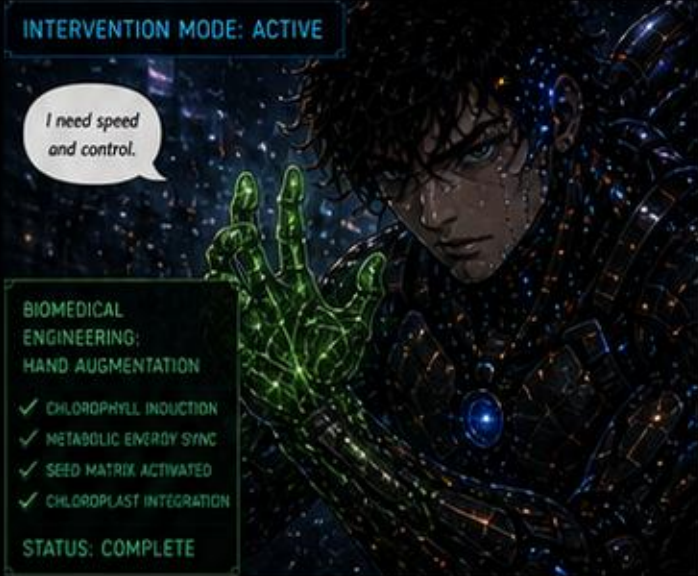 INTERVENTION MODE: ACTIVE
I need speed
and control.
BIOMEDICAL
ENGINEERING:
HAND AUGMENTATION
✓ CHLOROPHYLL INDUCTION
✓ METABOLIC ENERGY SYNC
✓ SEED MATRIX ACTIVATED
✓ CHLOROPLAST INTEGRATION
STATUS: COMPLETE